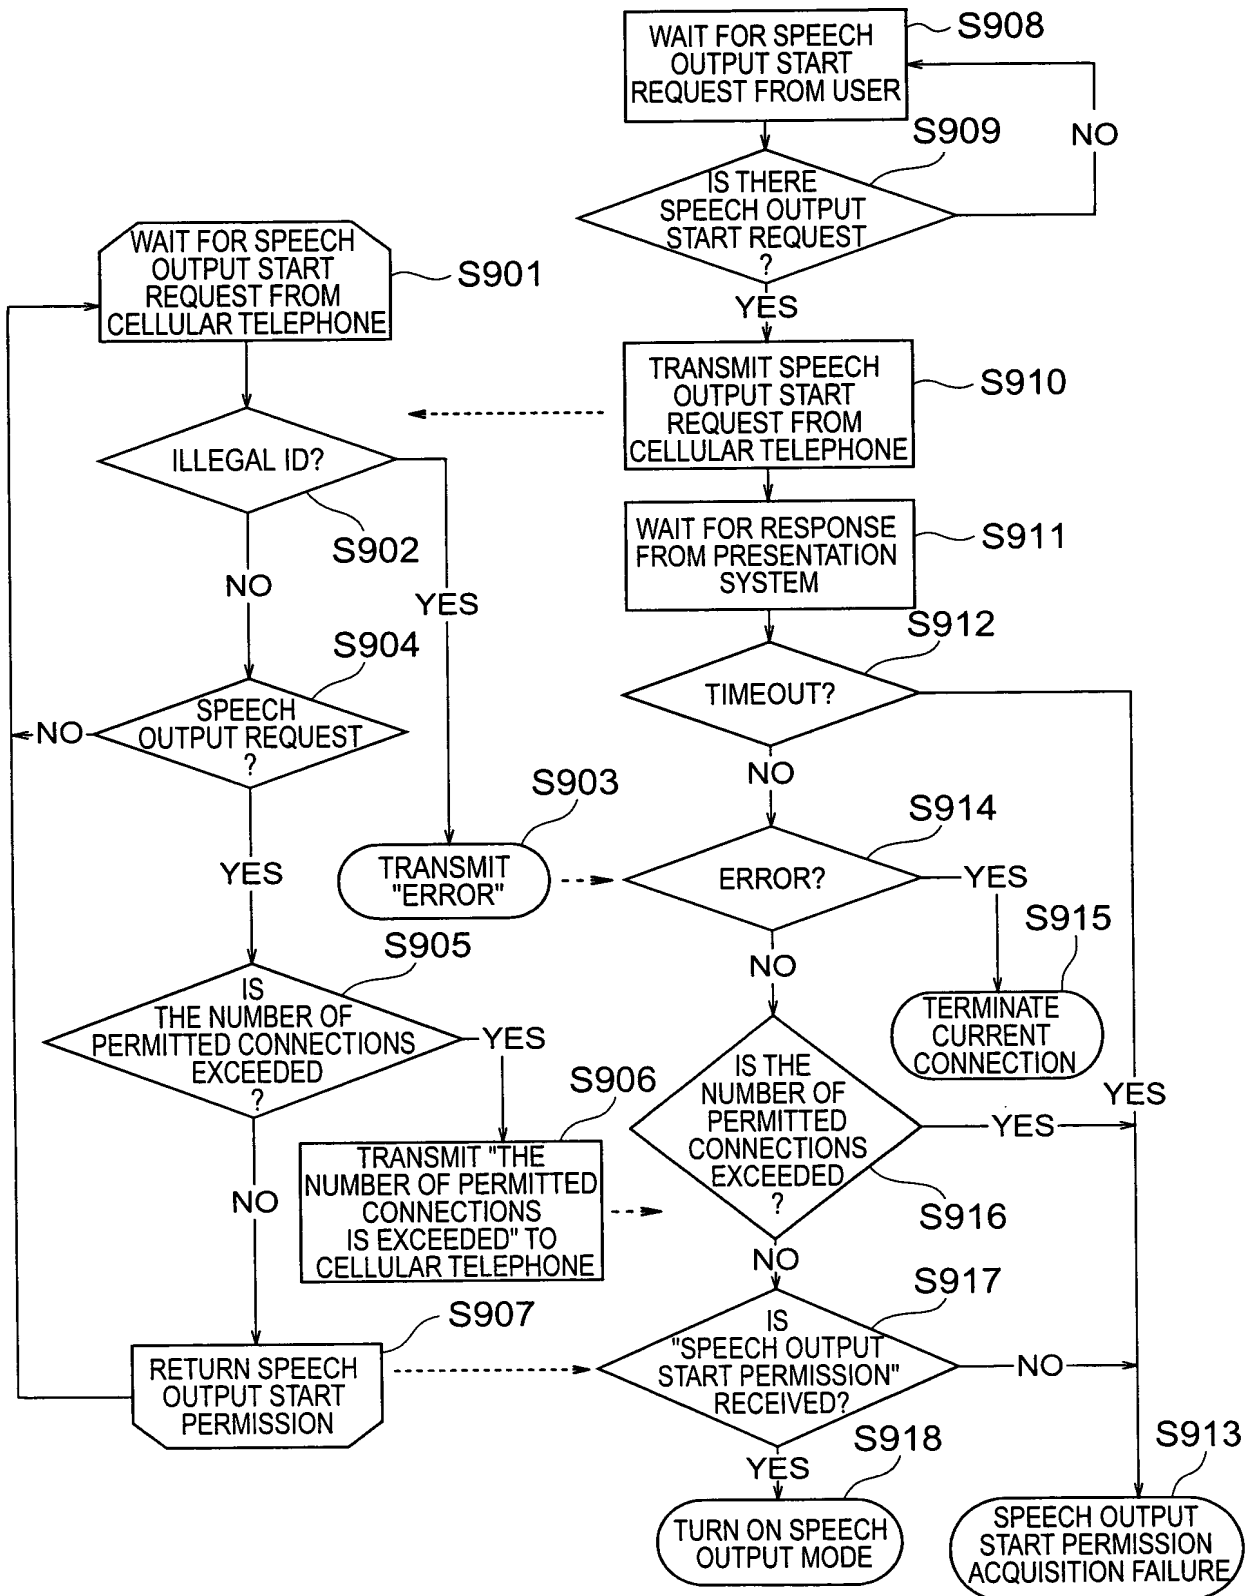 WAIT FOR SPEECH
OUTPUT START
REQUEST FROM USER
S908
NO
S909
IS THERE
SPEECH OUTPUT
START REQUEST
?
YES
WAIT FOR SPEECH
OUTPUT START
REQUEST FROM
CELLULAR TELEPHONE
S901
TRANSMIT SPEECH
OUTPUT START
REQUEST FROM
CELLULAR TELEPHONE
S910
ILLEGAL ID?
S902
NO
YES
WAIT FOR RESPONSE
FROM PRESENTATION
SYSTEM
S911
S912
TIMEOUT?
NO
S904
SPEECH
OUTPUT REQUEST
?
NO
YES
S903
TRANSMIT
"ERROR"
S914
ERROR?
YES
NO
S915
TERMINATE
CURRENT
CONNECTION
YES
S905
IS
THE NUMBER OF
PERMITTED CONNECTIONS
EXCEEDED
?
YES
NO
S906
TRANSMIT "THE
NUMBER OF PERMITTED
CONNECTIONS
IS EXCEEDED" TO
CELLULAR TELEPHONE
IS THE
NUMBER OF
PERMITTED
CONNECTIONS
EXCEEDED
?
YES
S916
NO
S907
RETURN SPEECH
OUTPUT START
PERMISSION
S917
IS
"SPEECH OUTPUT
START PERMISSION"
RECEIVED?
NO
YES
S918
TURN ON SPEECH
OUTPUT MODE
S913
SPEECH OUTPUT
START PERMISSION
ACQUISITION FAILURE